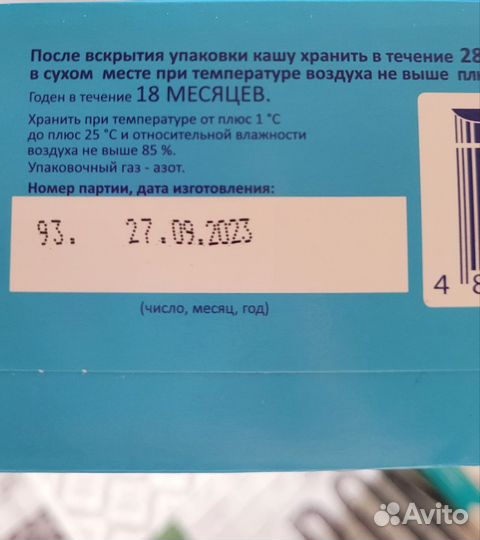 После вскрытия упаковки кашу хранить в течение 28
в сухом месте при температуре воздуха не выше
Годен в течение 18 МЕСЯЦЕВ.
Хранить при температуре от плюс 1 °С
до плюс 25 °С и относительной влажности
воздуха не выше 85 %.
Упаковочный газ - азот.
Номер партии, дата изготовления:
93. 27.09.2023
(число, месяц, год)
4 8
Avito